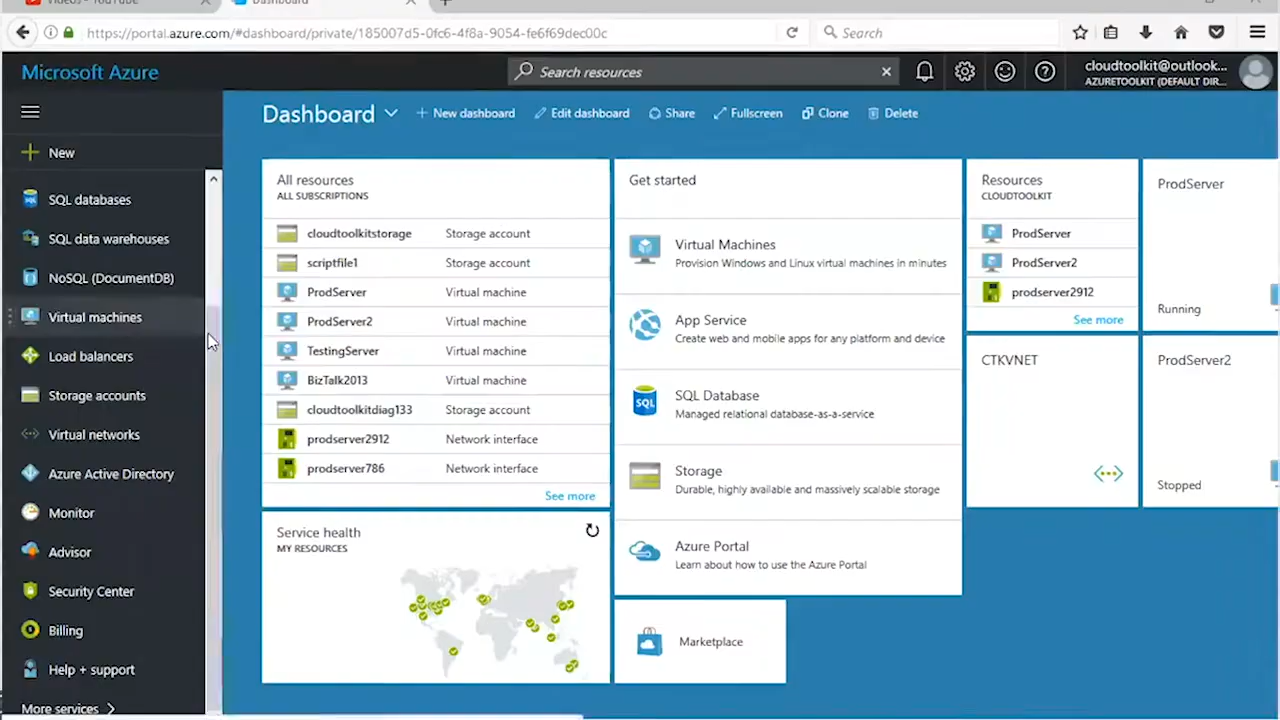 Videos - YouTube
Dashboard
https://portal.azure.com/#dashboard/private/185007d5-0fc6-4f8a-9054-fe6f69dec00c
Search
Microsoft Azure
Search resources
cloudtoolkit@outlook...
AZURETOOLKIT (DEFAULT DIR...
Dashboard
New dashboard
Edit dashboard
Share
Fullscreen
Clone
Delete
New
SQL databases
SQL data warehouses
NoSQL (DocumentDB)
Virtual machines
Load balancers
Storage accounts
Virtual networks
Azure Active Directory
Monitor
Advisor
Security Center
Billing
Help + support
More services
All resources
ALL SUBSCRIPTIONS
cloudtoolkitstorage Storage account
scriptfile1 Storage account
ProdServer Virtual machine
ProdServer2 Virtual machine
TestingServer Virtual machine
BizTalk2013 Virtual machine
cloudtoolkitdiag133 Storage account
prodserver2912 Network interface
prodserver786 Network interface
See more
Service health
MY RESOURCES
Get started
Virtual Machines
Provision Windows and Linux virtual machines in minutes
App Service
Create web and mobile apps for any platform and device
SQL
SQL Database
Managed relational database-as-a-service
Storage
Durable, highly available and massively scalable storage
Azure Portal
Learn about how to use the Azure Portal
Marketplace
Resources
CLOUDTOOLKIT
ProdServer
ProdServer2
prodserver2912
See more
CTKVNET
ProdServer
Running
ProdServer2
Stopped